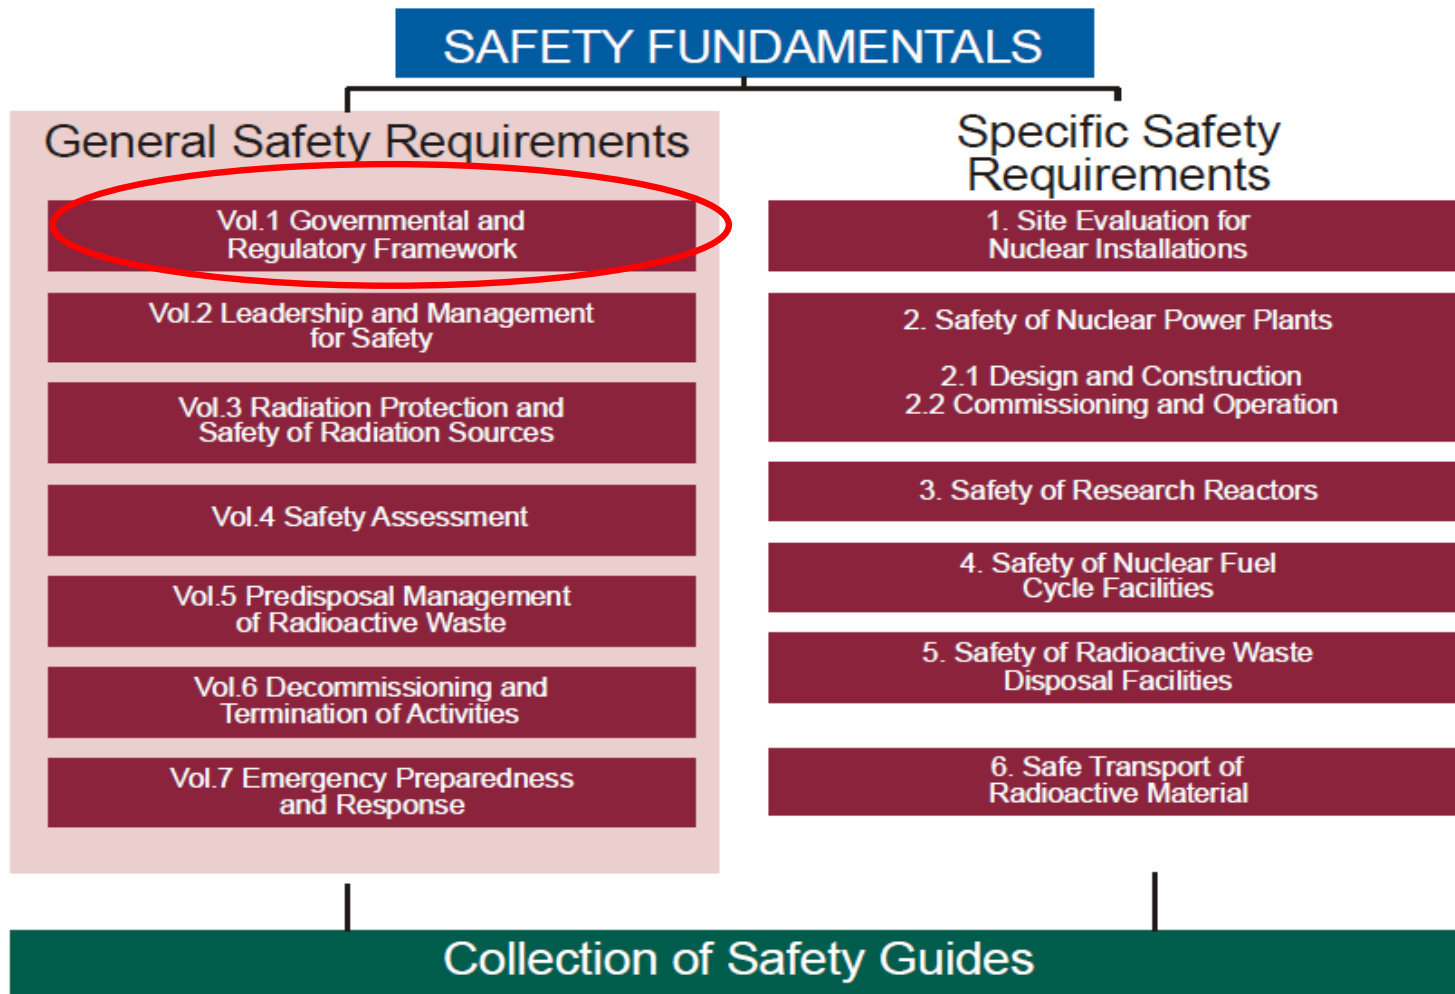 SAFETY FUNDAMENTALS
General Safety Requirements
Vol.1 Governmental and
Regulatory Framework
Vol.2 Leadership and Management
for Safety
Vol.3 Radiation Protection and
Safety of Radiation Sources
Vol.4 Safety Assessment
Vol.5 Predisposal Management
of Radioactive Waste
Vol.6 Decommissioning and
Termination of Activities
Vol.7 Emergency Preparedness
and Response
Specific Safety
Requirements
1. Site Evaluation for
Nuclear Installations
2. Safety of Nuclear Power Plants
2.1 Design and Construction
2.2 Commissioning and Operation
3. Safety of Research Reactors
4. Safety of Nuclear Fuel
Cycle Facilities
5. Safety of Radioactive Waste
Disposal Facilities
6. Safe Transport of
Radioactive Material
Collection of Safety Guides